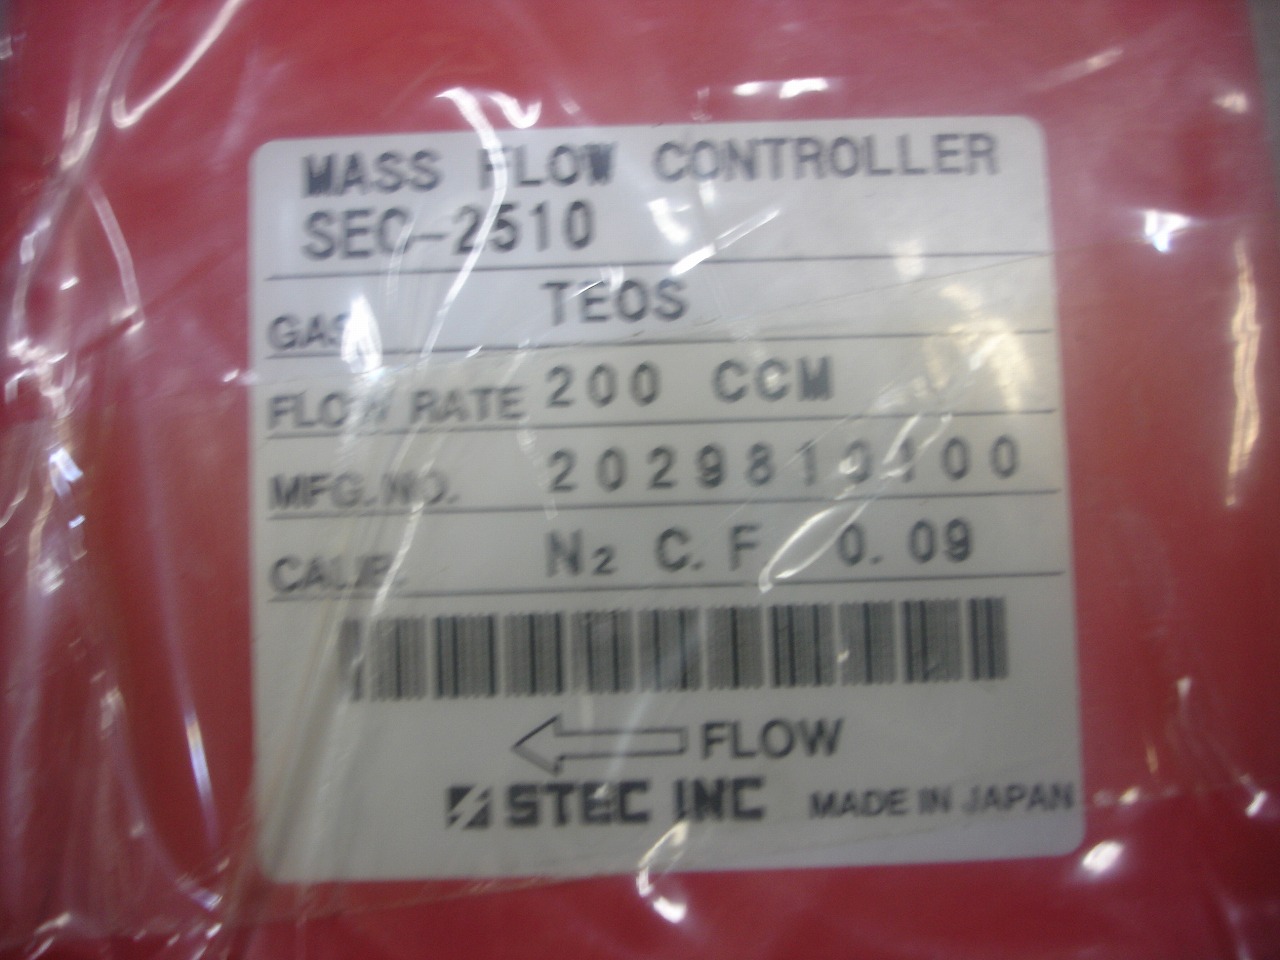 MASS FLOW CONTROLLER
SEC-2510
GAS TEOS
FLOW RATE 200 CCM
MFG.NO. 2029810100
CALIB. N2 C.F 0.09
FLOW
STEC INC MADE IN JAPAN